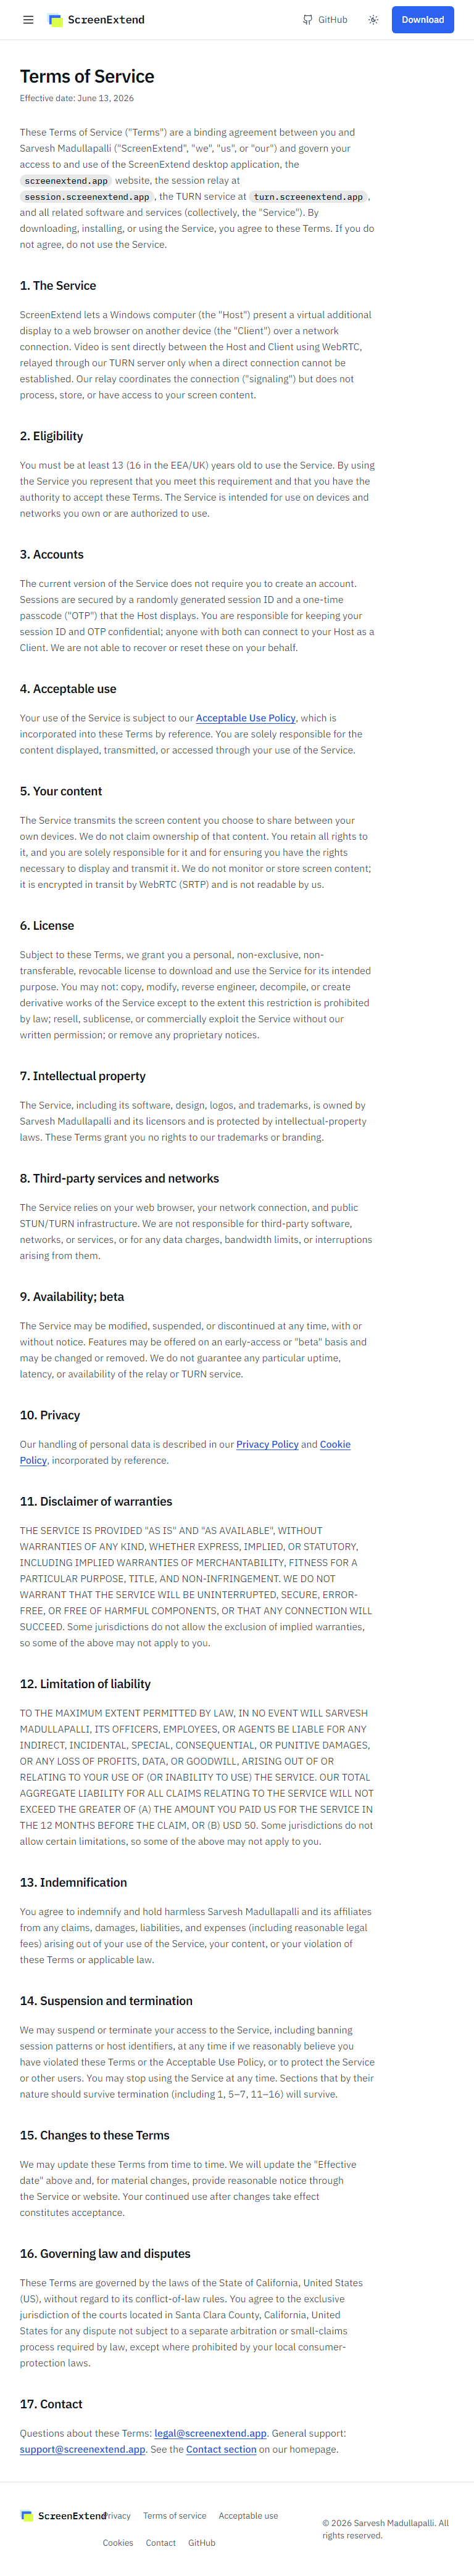 ScreenExtend
GitHub
Download
Terms of Service
Effective date: June 13, 2026
These Terms of Service ("Terms") are a binding agreement between you and
Sarvesh Madullapalli ("ScreenExtend", "we", "us", or "our") and govern your
access to and use of the ScreenExtend desktop application, the
screenextend.app website, the session relay at
session.screenextend.app, the TURN service at turn.screenextend.app,
and all related software and services (collectively, the "Service"). By
downloading, installing, or using the Service, you agree to these Terms. If you do
not agree, do not use the Service.
1. The Service
ScreenExtend lets a Windows computer (the "Host") present a virtual additional
display to a web browser on another device (the "Client") over a network
connection. Video is sent directly between the Host and Client using WebRTC,
relayed through our TURN server only when a direct connection cannot be
established. Our relay coordinates the connection ("signaling") but does not
process, store, or have access to your screen content.
2. Eligibility
You must be at least 13 (16 in the EEA/UK) years old to use the Service. By using
the Service you represent that you meet this requirement and that you have the
authority to accept these Terms. The Service is intended for use on devices and
networks you own or are authorized to use.
3. Accounts
The current version of the Service does not require you to create an account.
Sessions are secured by a randomly generated session ID and a one-time
passcode ("OTP") that the Host displays. You are responsible for keeping your
session ID and OTP confidential; anyone with both can connect to your Host as a
Client. We are not able to recover or reset these on your behalf.
4. Acceptable use
Your use of the Service is subject to our Acceptable Use Policy, which is
incorporated into these Terms by reference. You are solely responsible for the
content displayed, transmitted, or accessed through your use of the Service.
5. Your content
The Service transmits the screen content you choose to share between your
own devices. We do not claim ownership of that content. You retain all rights to
it, and you are solely responsible for it and for ensuring you have the rights
necessary to display and transmit it. We do not monitor or store screen content;
it is encrypted in transit by WebRTC (SRTP) and is not readable by us.
6. License
Subject to these Terms, we grant you a personal, non-exclusive, non-
transferable, revocable license to download and use the Service for its intended
purpose. You may not: copy, modify, reverse engineer, decompile, or create
derivative works of the Service except to the extent this restriction is prohibited
by law; resell, sublicense, or commercially exploit the Service without our
written permission; or remove any proprietary notices.
7. Intellectual property
The Service, including its software, design, logos, and trademarks, is owned by
Sarvesh Madullapalli and its licensors and is protected by intellectual-property
laws. These Terms grant you no rights to our trademarks or branding.
8. Third-party services and networks
The Service relies on your web browser, your network connection, and public
STUN/TURN infrastructure. We are not responsible for third-party software,
networks, or services, or for any data charges, bandwidth limits, or interruptions
arising from them.
9. Availability; beta
The Service may be modified, suspended, or discontinued at any time, with or
without notice. Features may be offered on an early-access or "beta" basis and
may be changed or removed. We do not guarantee any particular uptime,
latency, or availability of the relay or TURN service.
10. Privacy
Our handling of personal data is described in our Privacy Policy and Cookie
Policy, incorporated by reference.
11. Disclaimer of warranties
THE SERVICE IS PROVIDED "AS IS" AND "AS AVAILABLE", WITHOUT
WARRANTIES OF ANY KIND, WHETHER EXPRESS, IMPLIED, OR STATUTORY,
INCLUDING IMPLIED WARRANTIES OF MERCHANTABILITY, FITNESS FOR A
PARTICULAR PURPOSE, TITLE, AND NON-INFRINGEMENT. WE DO NOT
WARRANT THAT THE SERVICE WILL BE UNINTERRUPTED, SECURE, ERROR-
FREE, OR FREE OF HARMFUL COMPONENTS, OR THAT ANY CONNECTION WILL
SUCCEED. Some jurisdictions do not allow the exclusion of implied warranties,
so some of the above may not apply to you.
12. Limitation of liability
TO THE MAXIMUM EXTENT PERMITTED BY LAW, IN NO EVENT WILL SARVESH
MADULLAPALLI, ITS OFFICERS, EMPLOYEES, OR AGENTS BE LIABLE FOR ANY
INDIRECT, INCIDENTAL, SPECIAL, CONSEQUENTIAL, OR PUNITIVE DAMAGES,
OR ANY LOSS OF PROFITS, DATA, OR GOODWILL, ARISING OUT OF OR
RELATING TO YOUR USE OF (OR INABILITY TO USE) THE SERVICE. OUR TOTAL
AGGREGATE LIABILITY FOR ALL CLAIMS RELATING TO THE SERVICE WILL NOT
EXCEED THE GREATER OF (A) THE AMOUNT YOU PAID US FOR THE SERVICE IN
THE 12 MONTHS BEFORE THE CLAIM, OR (B) USD 50. Some jurisdictions do not
allow certain limitations, so some of the above may not apply to you.
13. Indemnification
You agree to indemnify and hold harmless Sarvesh Madullapalli and its affiliates
from any claims, damages, liabilities, and expenses (including reasonable legal
fees) arising out of your use of the Service, your content, or your violation of
these Terms or applicable law.
14. Suspension and termination
We may suspend or terminate your access to the Service, including banning
session patterns or host identifiers, at any time if we reasonably believe you
have violated these Terms or the Acceptable Use Policy, or to protect the Service
or other users. You may stop using the Service at any time. Sections that by their
nature should survive termination (including 1, 5–7, 11–16) will survive.
15. Changes to these Terms
We may update these Terms from time to time. We will update the "Effective
date" above and, for material changes, provide reasonable notice through
the Service or website. Your continued use after changes take effect
constitutes acceptance.
16. Governing law and disputes
These Terms are governed by the laws of the State of California, United States
(US), without regard to its conflict-of-law rules. You agree to the exclusive
jurisdiction of the courts located in Santa Clara County, California, United
States for any dispute not subject to a separate arbitration or small-claims
process required by law, except where prohibited by your local consumer-
protection laws.
17. Contact
Questions about these Terms: legal@screenextend.app. General support:
support@screenextend.app. See the Contact section on our homepage.
ScreenExtend
Privacy Terms of service Acceptable use
Cookies Contact GitHub
© 2026 Sarvesh Madullapalli. All
rights reserved.